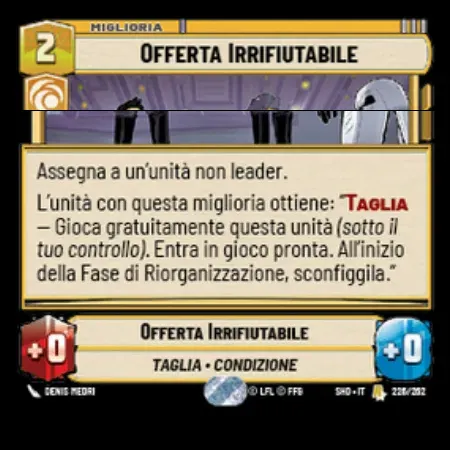 MIGLIORIA
2
OFFERTA IRRIFIUTABILE
Assegna a un'unità non leader.
L'unità con questa miglioria ottiene: "TAGLIA
– Gioca gratuitamente questa unità (sotto il
tuo controllo). Entra in gioco pronta. All'inizio
della Fase di Riorganizzazione, sconfiggila."
+0
OFFERTA IRRIFIUTABILE
+0
TAGLIA • CONDIZIONE
DENIS MEDRI
© LFL © FFG
SHD • IT
226/262